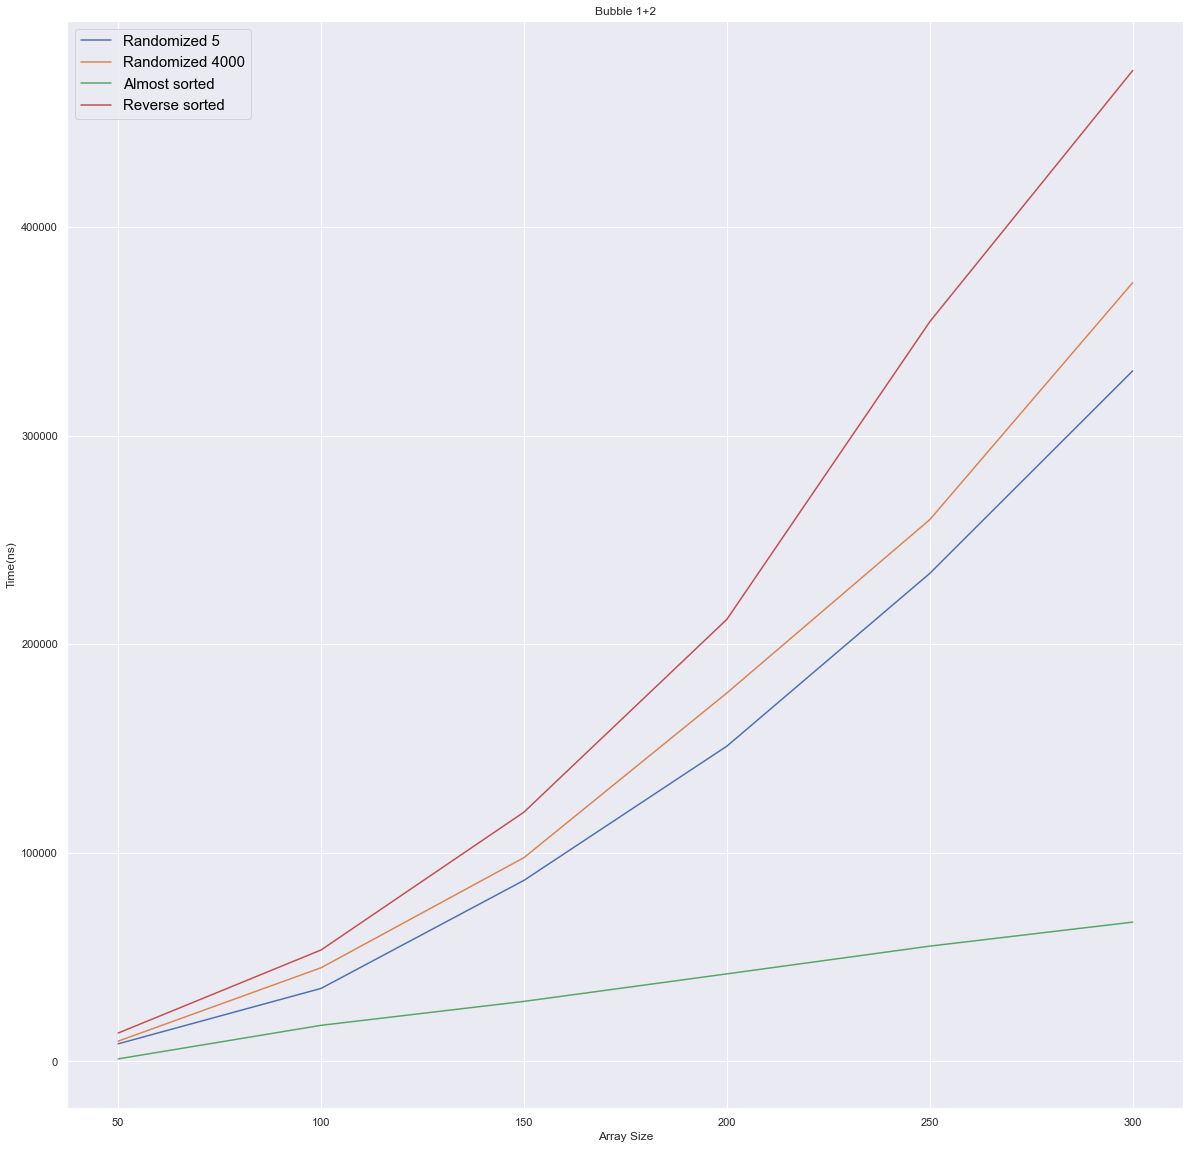 Bubble 1+2
Randomized 5
Randomized 4000
Almost sorted
Reverse sorted
400000
300000
200000
100000
0
Time(ns)
50 100 150 200 250 300
Array Size